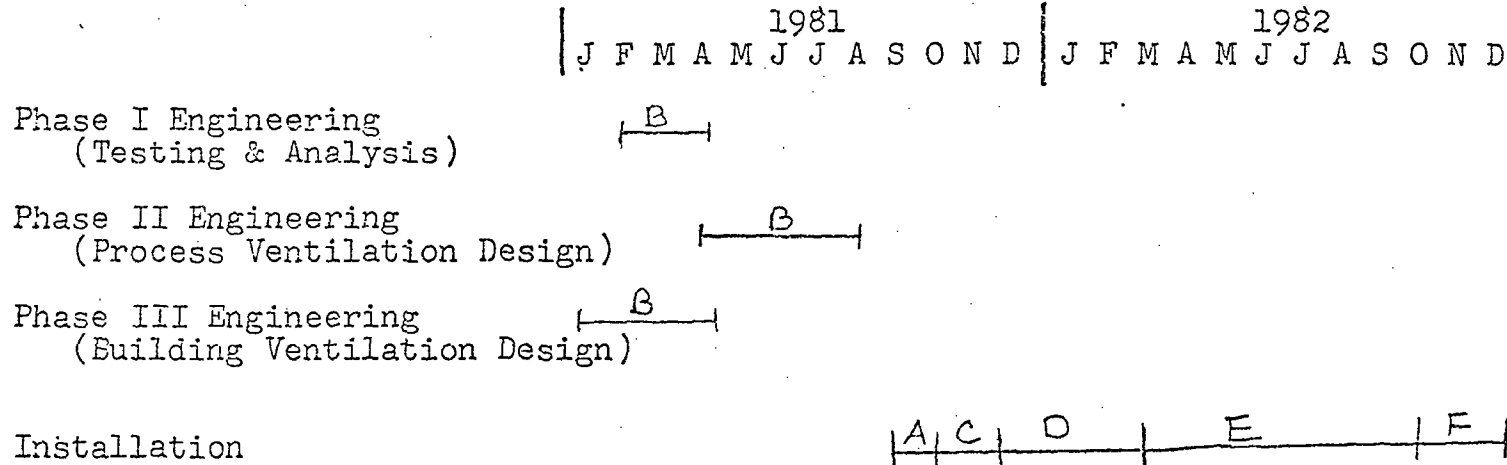 1981 1982
J F M A M J J A S O N D J F M A M J J A S O N D
Phase I Engineering B
(Testing & Analysis)
Phase II Engineering B
(Process Ventilation Design)
Phase III Engineering B
(Building Ventilation Design)
Installation A C D E F